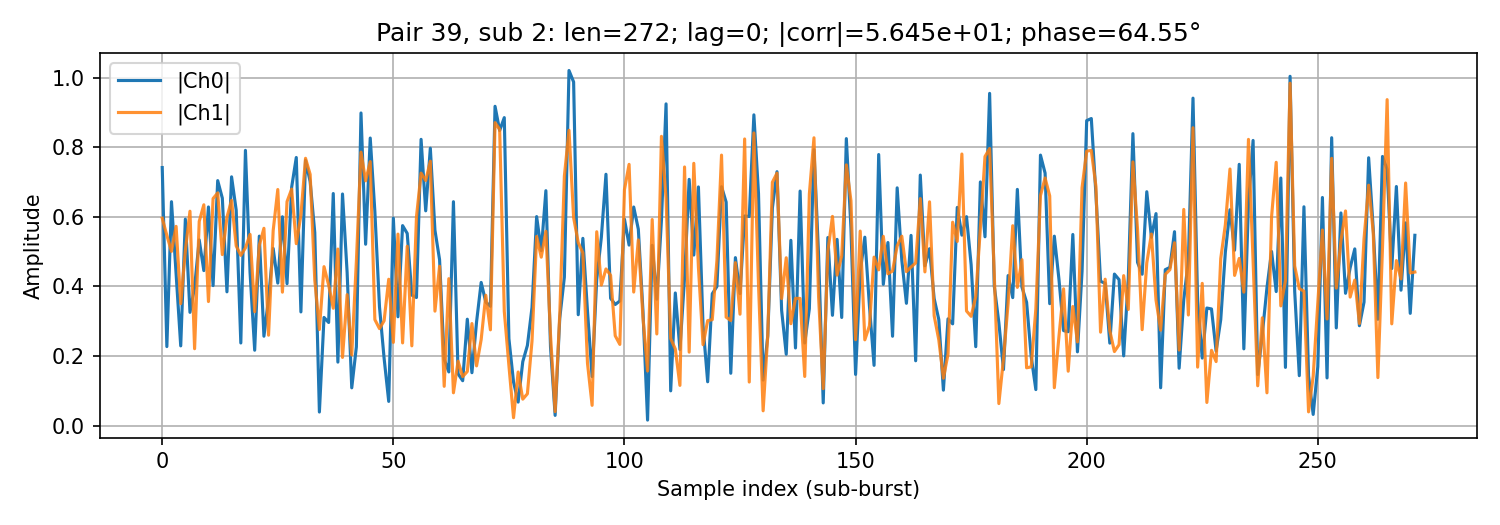 Pair 39, sub 2: len=272; lag=0; |corr|=5.645e+01; phase=64.55°
|Ch0|
|Ch1|
Amplitude
1.0
0.8
0.6
0.4
0.2
0.0
0
50
100
150
200
250
Sample index (sub-burst)